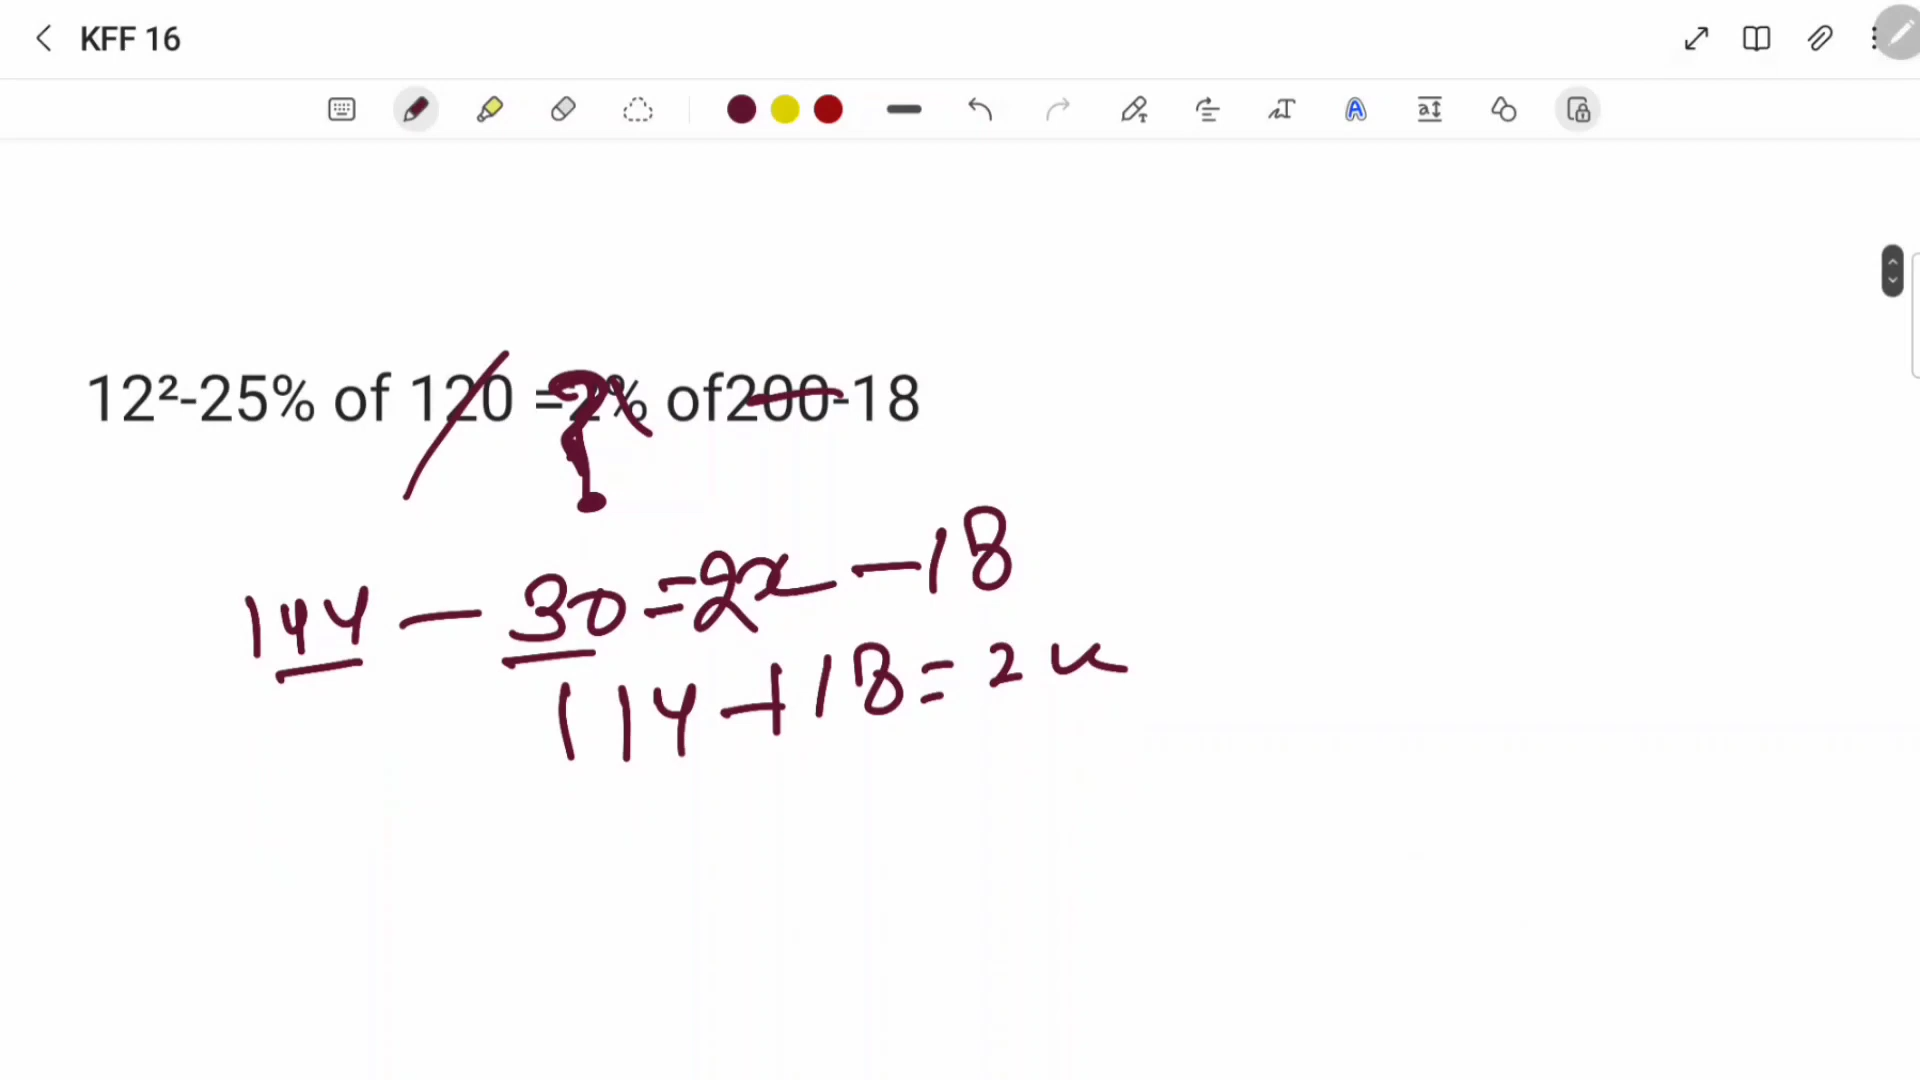 KFF 16
12²-25% of 120 =?% of200-18
144 - 30 = 2x - 18
114 + 18 = 2x